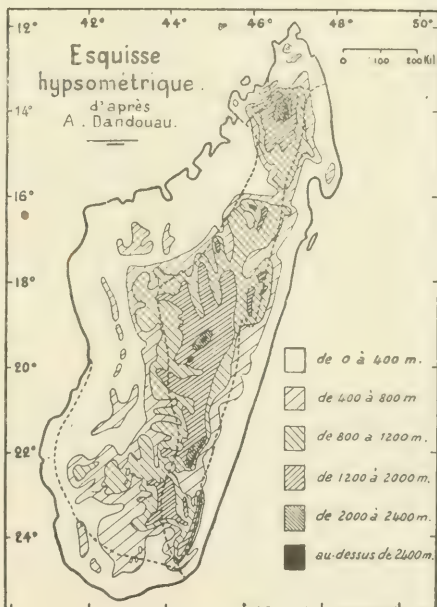 42° 44° 46° 48° 50°
12°
Esquisse
hypsométrique.
d'après
A. Dandouau.
0 100 200 Kil
14°
16°
18°
20°
22°
24°
de 0 à 400 m.
de 400 à 800 m
de 800 a 1200 m.
de 1200 à 2000 m.
de 2000 à 2400 m.
au-dessus de 2400 m.